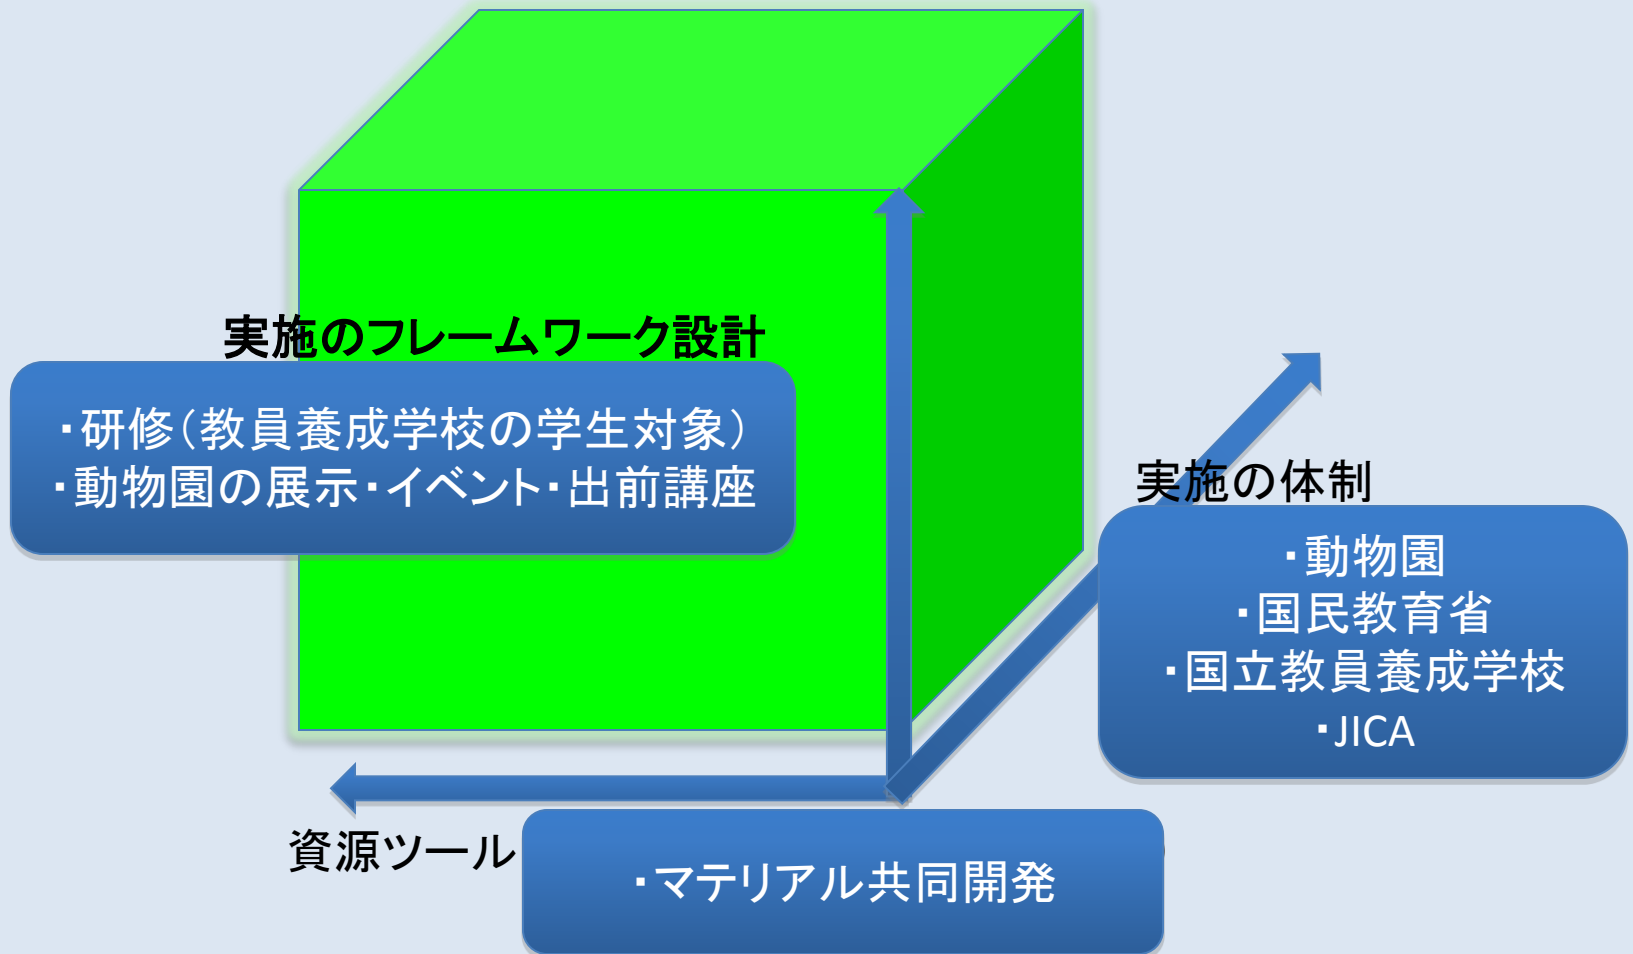 実施のフレームワーク設計
・研修(教員養成学校の学生対象)
・動物園の展示・イベント・出前講座
実施の体制
・動物園
・国民教育省
・国立教員養成学校
・JICA
資源ツール
・マテリアル共同開発